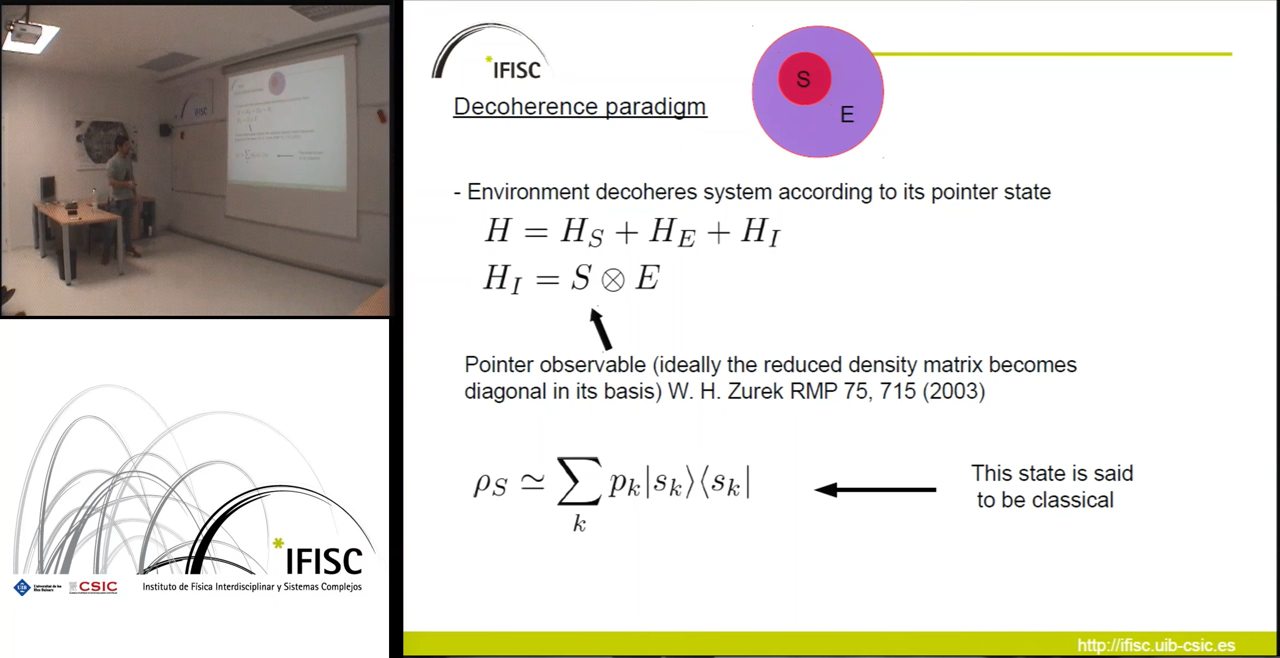 *IFISC
Decoherence paradigm
S
E
- Environment decoheres system according to its pointer state
H = H_S + H_E + H_I
H_I = S ⊗ E
Pointer observable (ideally the reduced density matrix becomes
diagonal in its basis) W. H. Zurek RMP 75, 715 (2003)
ρ_S ≃ ∑_k p_k|s_k⟩⟨s_k|
This state is said
to be classical
*IFISC
CSIC
Instituto de Física Interdisciplinar y Sistemas Complejos
http://ifisc.uib-csic.es